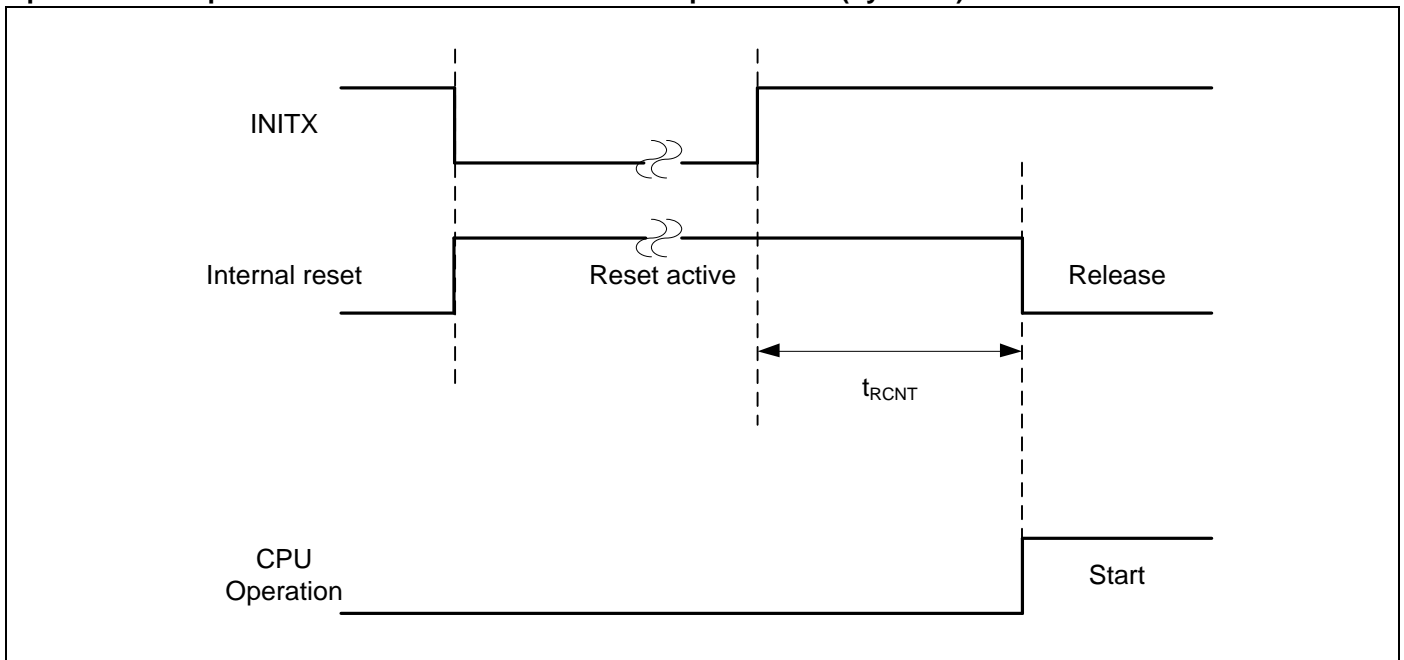 INITX
Internal reset
Reset active
Release
tRCNT
CPU
Operation
Start